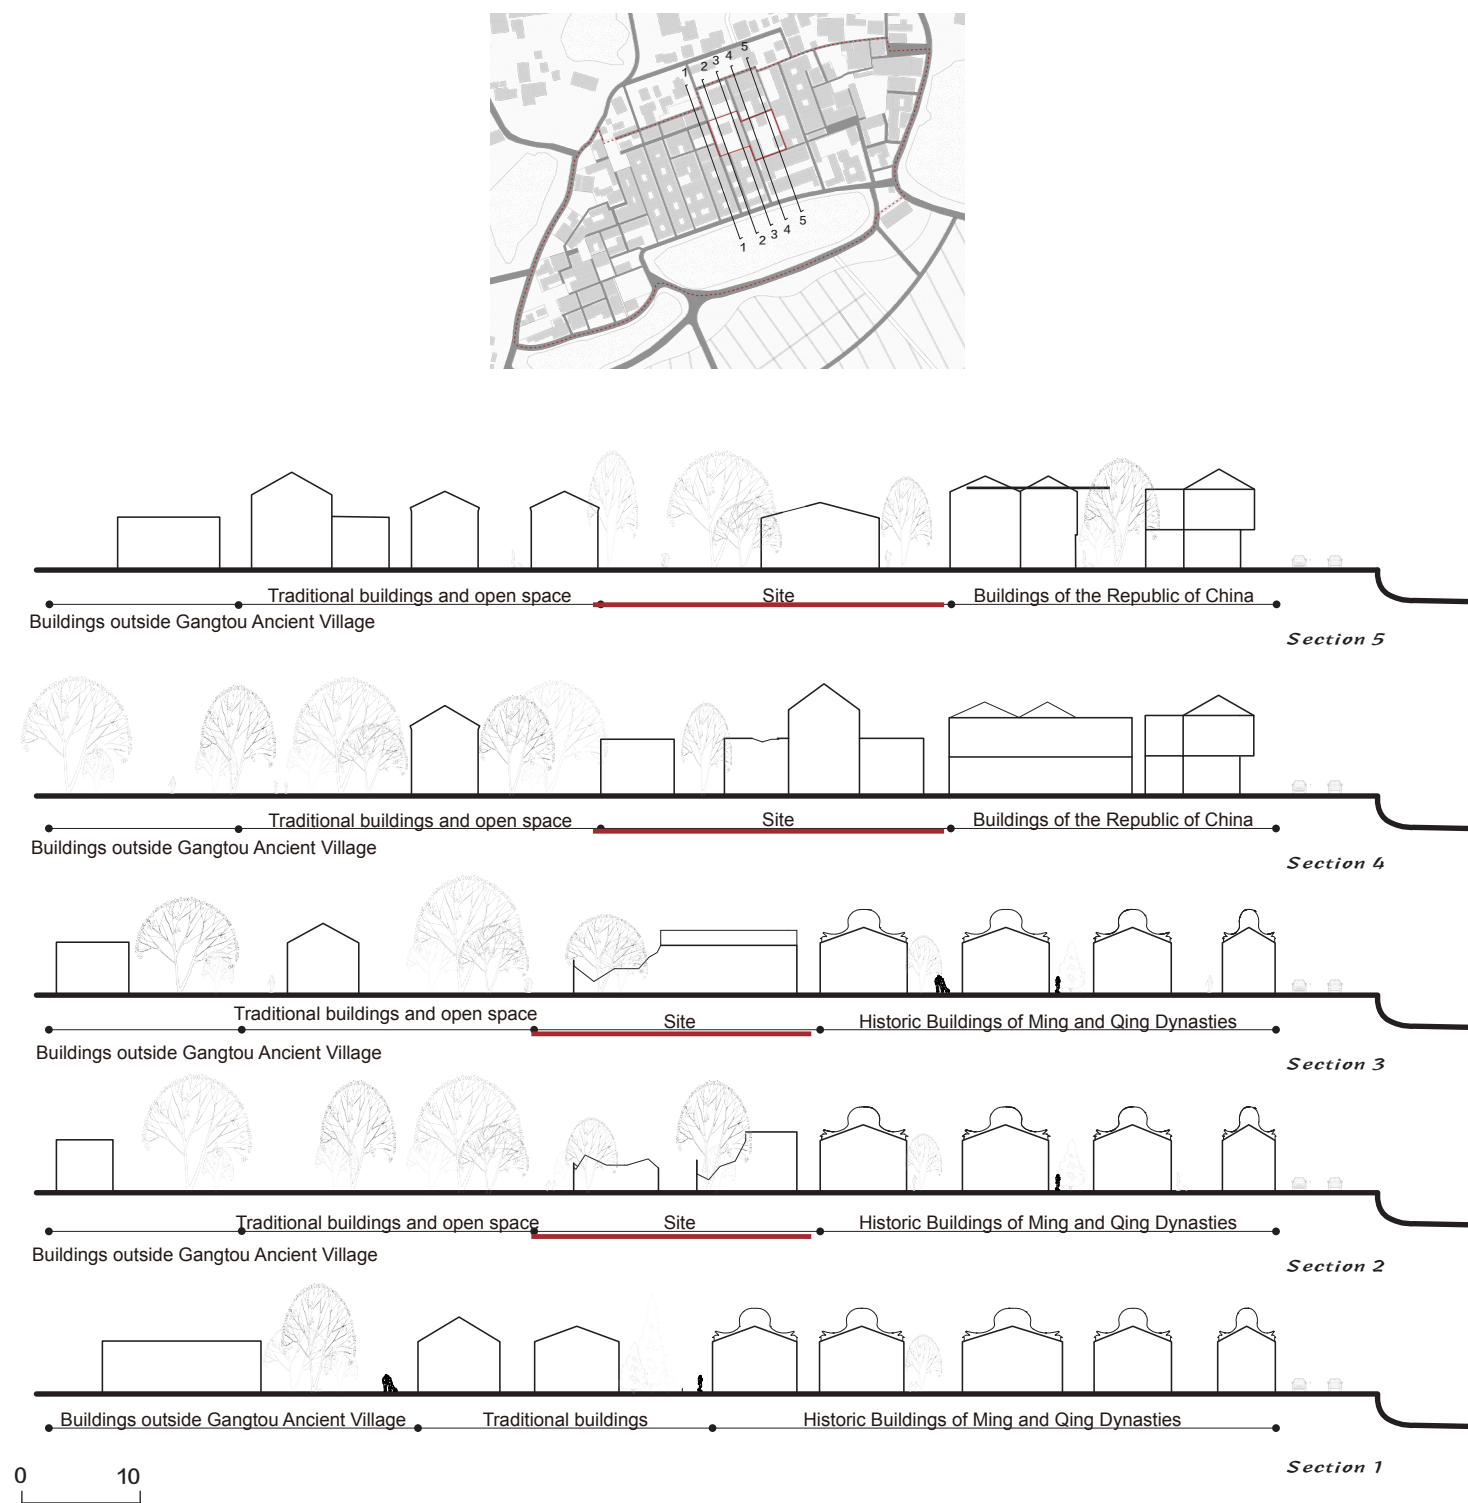 1 2 3 4 5
1 2 3 4 5
Traditional buildings and open space Site Buildings of the Republic of China
Buildings outside Gangtou Ancient Village
Section 5
Traditional buildings and open space Site Buildings of the Republic of China
Buildings outside Gangtou Ancient Village
Section 4
Traditional buildings and open space Site Historic Buildings of Ming and Qing Dynasties
Buildings outside Gangtou Ancient Village
Section 3
Traditional buildings and open space Site Historic Buildings of Ming and Qing Dynasties
Buildings outside Gangtou Ancient Village
Section 2
Buildings outside Gangtou Ancient Village Traditional buildings Historic Buildings of Ming and Qing Dynasties
Section 1
0 10